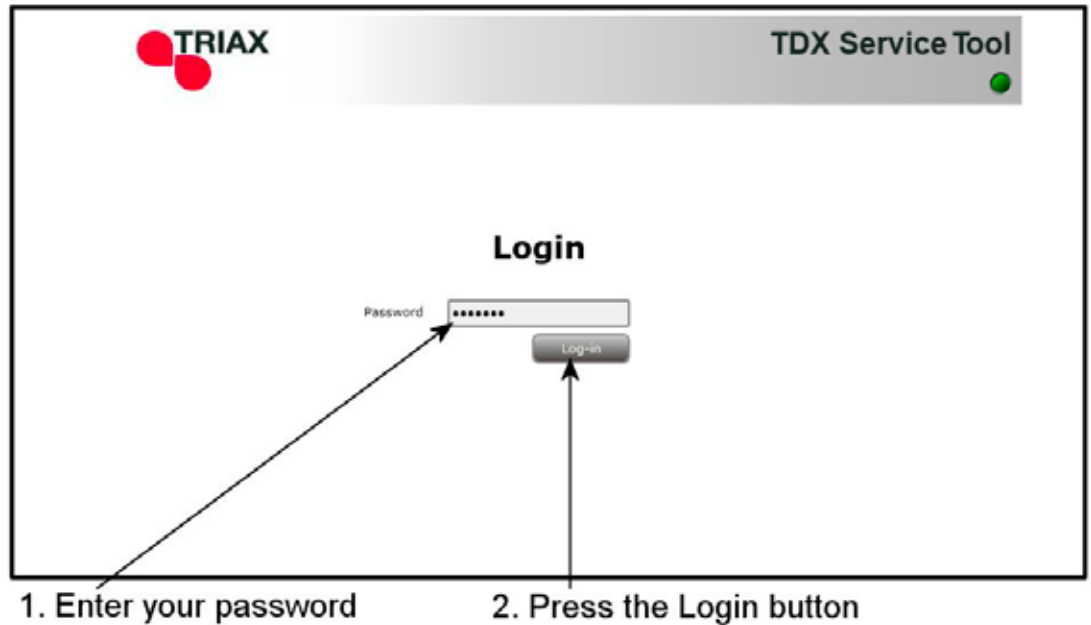 TRIAX
TDX Service Tool
Login
Password •••••••
Log-in
1. Enter your password
2. Press the Login button